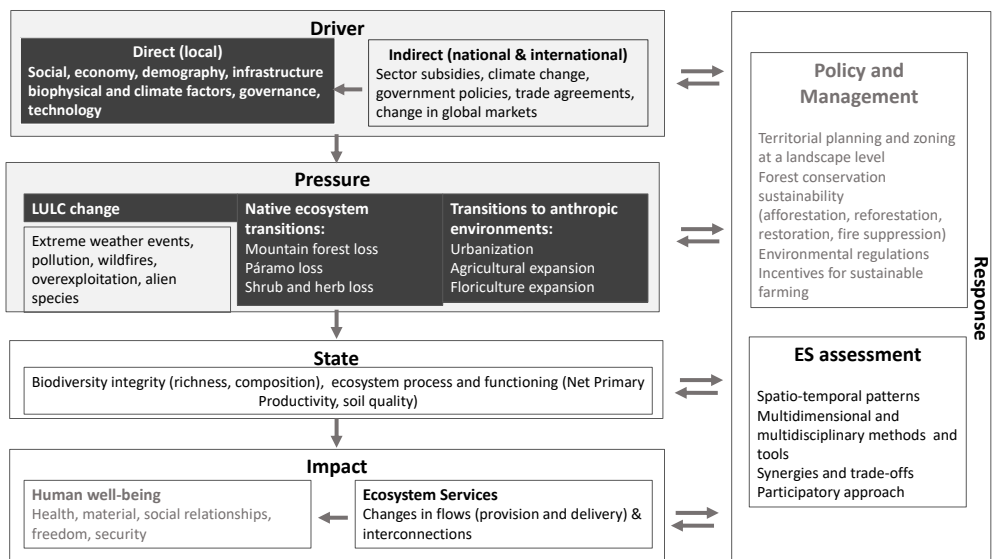 Driver
Direct (local)
Social, economy, demography, infrastructure
biophysical and climate factors, governance,
technology
Indirect (national & international)
Sector subsidies, climate change,
government policies, trade agreements,
change in global markets
Pressure
LULC change
Extreme weather events,
pollution, wildfires,
overexploitation, alien
species
Native ecosystem
transitions:
Mountain forest loss
Páramo loss
Shrub and herb loss
Transitions to anthropic
environments:
Urbanization
Agricultural expansion
Floriculture expansion
State
Biodiversity integrity (richness, composition), ecosystem process and functioning (Net Primary
Productivity, soil quality)
Impact
Human well-being
Health, material, social relationships,
freedom, security
Ecosystem Services
Changes in flows (provision and delivery) &
interconnections
Policy and
Management
Territorial planning and zoning
at a landscape level
Forest conservation
sustainability
(afforestation, reforestation,
restoration, fire suppression)
Environmental regulations
Incentives for sustainable
farming
ES assessment
Spatio-temporal patterns
Multidimensional and
multidisciplinary methods and
tools
Synergies and trade-offs
Participatory approach
Response